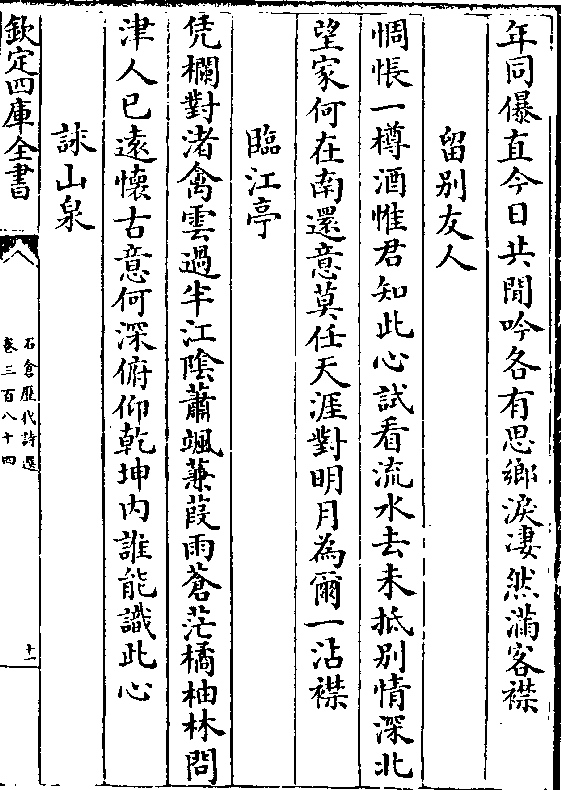 年同儤直今日共閒吟各有思鄉淚凄然滿客襟
留别友人
惆悵一樽酒惟君知此心試看流水去未抵别情深北
望家何在南還意莫任天涯對明月為爾一沾襟
臨江亭
凭欄對渚禽雲過半江陰蕭颯蒹葭雨蒼茫橘柚林問
津人已遠懷古意何深俯仰乾坤内誰能識此心
詠山泉
欽定四庫全書
石倉歷代詩選
卷三百八十四
十一